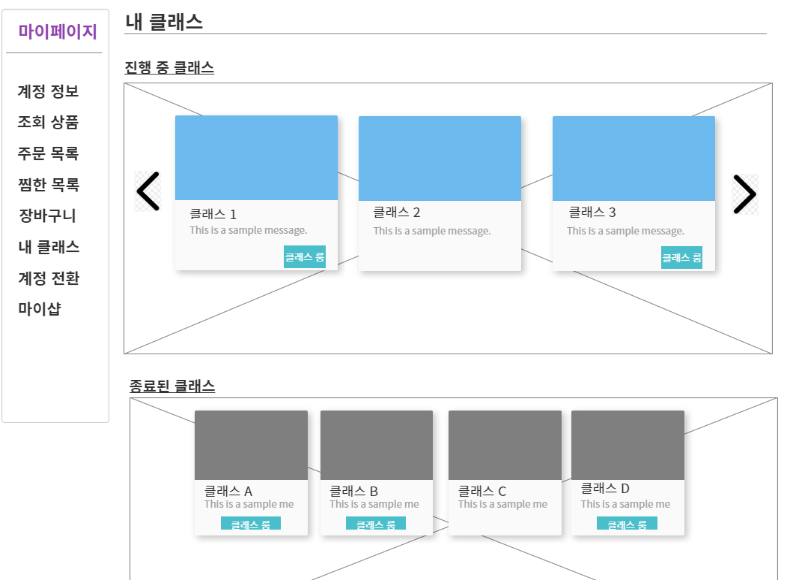 마이페이지
계정 정보
조회 상품
주문 목록
찜한 목록
장바구니
내 클래스
계정 전환
마이샵
내 클래스
진행 중 클래스
클래스 1
This is a sample message.
클래스 룸
클래스 2
This is a sample message.
클래스 3
This is a sample message.
클래스 룸
종료된 클래스
클래스 A
This is a sample me
클래스 룸
클래스 B
This is a sample me
클래스 룸
클래스 C
This is a sample me
클래스 D
This is a sample me
클래스 룸